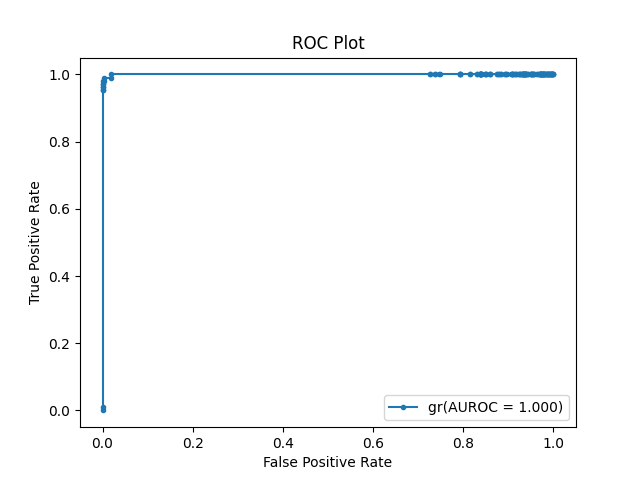 ROC Plot
1.0
0.8
0.6
0.4
0.2
0.0
True Positive Rate
gr(AUROC = 1.000)
0.0 0.2 0.4 0.6 0.8 1.0
False Positive Rate